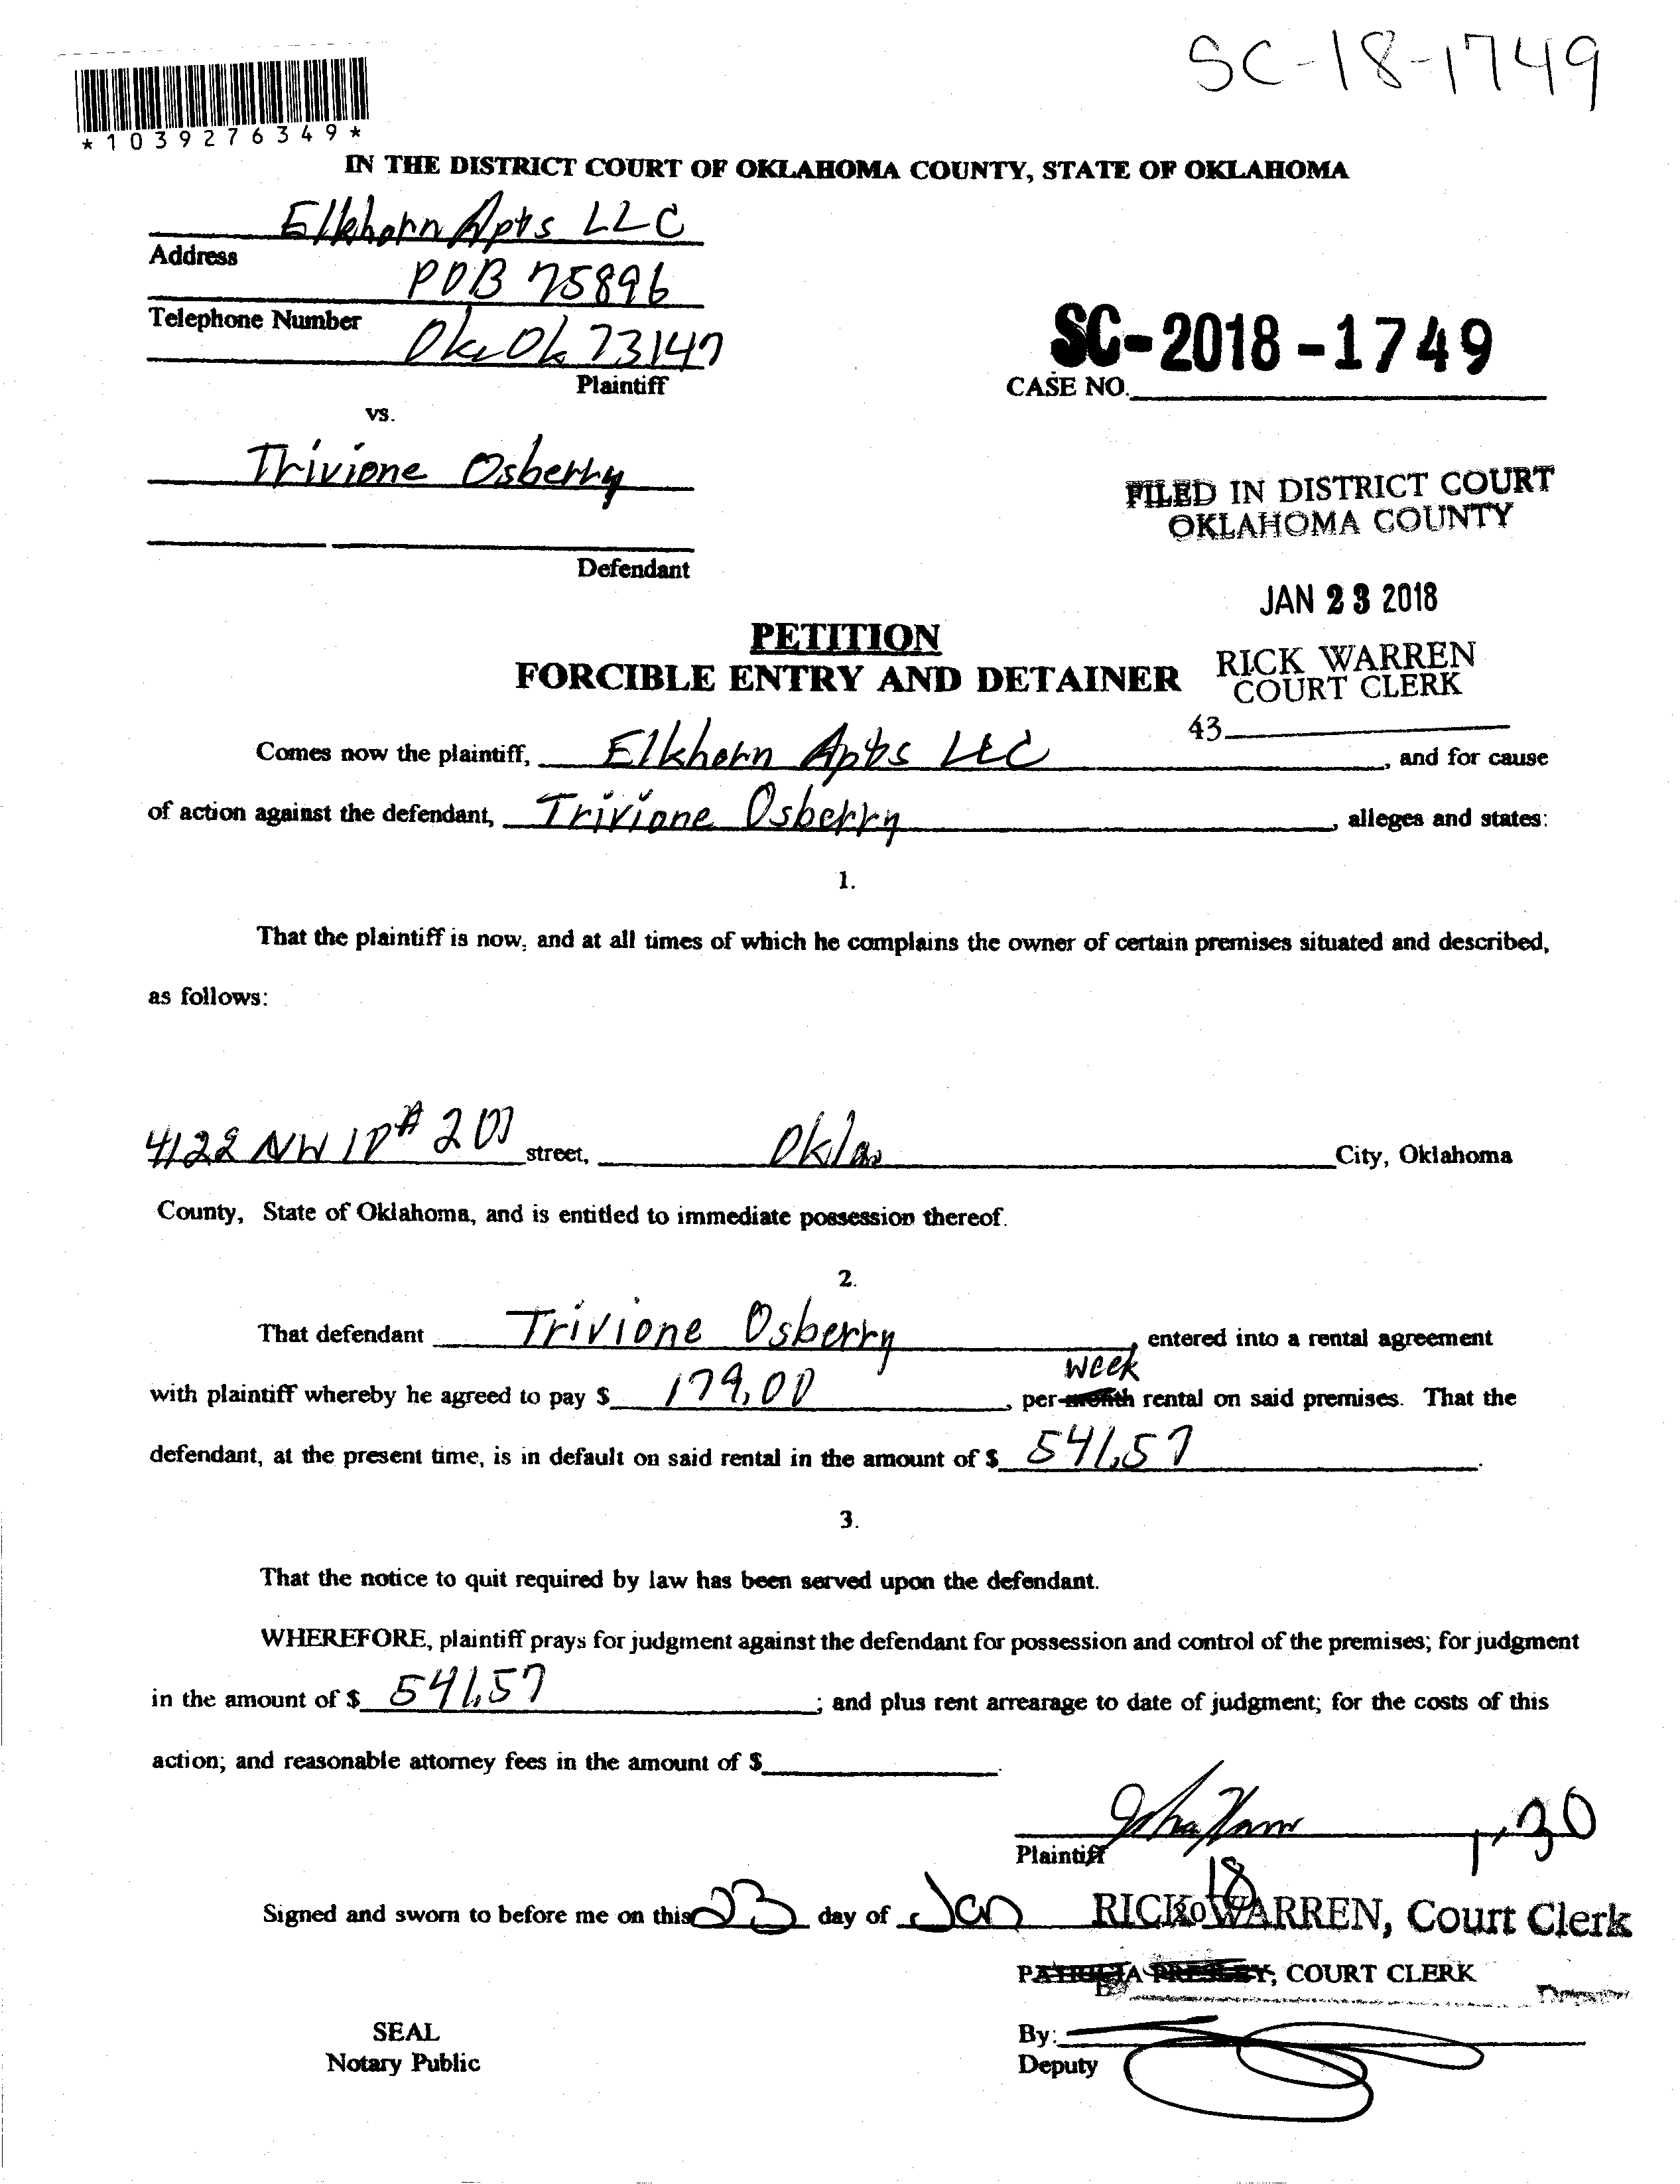 SC-18-1749
*1039276349*
IN THE DISTRICT COURT OF OKLAHOMA COUNTY, STATE OF OKLAHOMA
Elkhorn Apts LLC
Address
POB 75896
Telephone Number
Okc Ok 73147
Plaintiff
SC-2018-1749
CASE NO.
vs.
Trivione Osberry
FILED IN DISTRICT COURT
OKLAHOMA COUNTY
Defendant
JAN 23 2018
PETITION
FORCIBLE ENTRY AND DETAINER
RICK WARREN
COURT CLERK
43
Comes now the plaintiff, Elkhorn Apts LLC, and for cause
of action against the defendant, Trivione Osberry, alleges and states:
1.
That the plaintiff is now, and at all times of which he complains the owner of certain premises situated and described,
as follows:
4122 NW 10 # 207 street, Okla City, Oklahoma
County, State of Oklahoma, and is entitled to immediate possession thereof.
2.
That defendant Trivione Osberry, entered into a rental agreement
week
with plaintiff whereby he agreed to pay $ 179.00, per month rental on said premises. That the
defendant, at the present time, is in default on said rental in the amount of $ 541.57.
3.
That the notice to quit required by law has been served upon the defendant.
WHEREFORE, plaintiff prays for judgment against the defendant for possession and control of the premises; for judgment
in the amount of $ 541.57; and plus rent arrearage to date of judgment; for the costs of this
action; and reasonable attorney fees in the amount of $ .
1.30
Plaintiff
Signed and sworn to before me on this 23 day of Jan 18
RICK WARREN, Court Clerk
PATRICIA PRESLEY, COURT CLERK
Deputy
SEAL
By:
Notary Public
Deputy